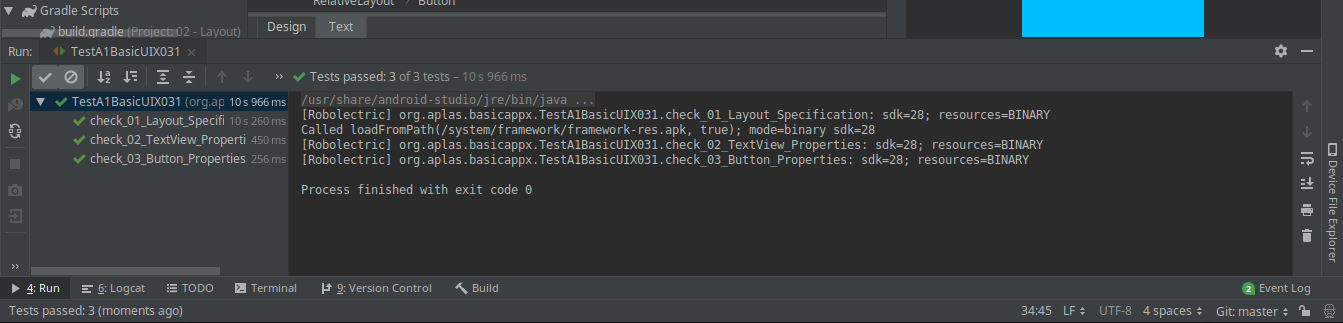 RelativeLayout › Button
Gradle Scripts
build.gradle (Project: 02 - Layout)
Design Text
Run: TestA1BasicUIX031
Tests passed: 3 of 3 tests – 10 s 966 ms
TestA1BasicUIX031 (org.ap 10 s 966 ms
check_01_Layout_Specifi 10 s 260 ms
check_02_TextView_Properti 450 ms
check_03_Button_Properties 256 ms
/usr/share/android-studio/jre/bin/java ...
[Robolectric] org.aplas.basicappx.TestA1BasicUIX031.check_01_Layout_Specification: sdk=28; resources=BINARY
Called loadFromPath(/system/framework/framework-res.apk, true); mode=binary sdk=28
[Robolectric] org.aplas.basicappx.TestA1BasicUIX031.check_02_TextView_Properties: sdk=28; resources=BINARY
[Robolectric] org.aplas.basicappx.TestA1BasicUIX031.check_03_Button_Properties: sdk=28; resources=BINARY
Process finished with exit code 0
Device File Explorer
4: Run 6: Logcat TODO Terminal 9: Version Control Build 2 Event Log
Tests passed: 3 (moments ago) 34:45 LF UTF-8 4 spaces Git: master